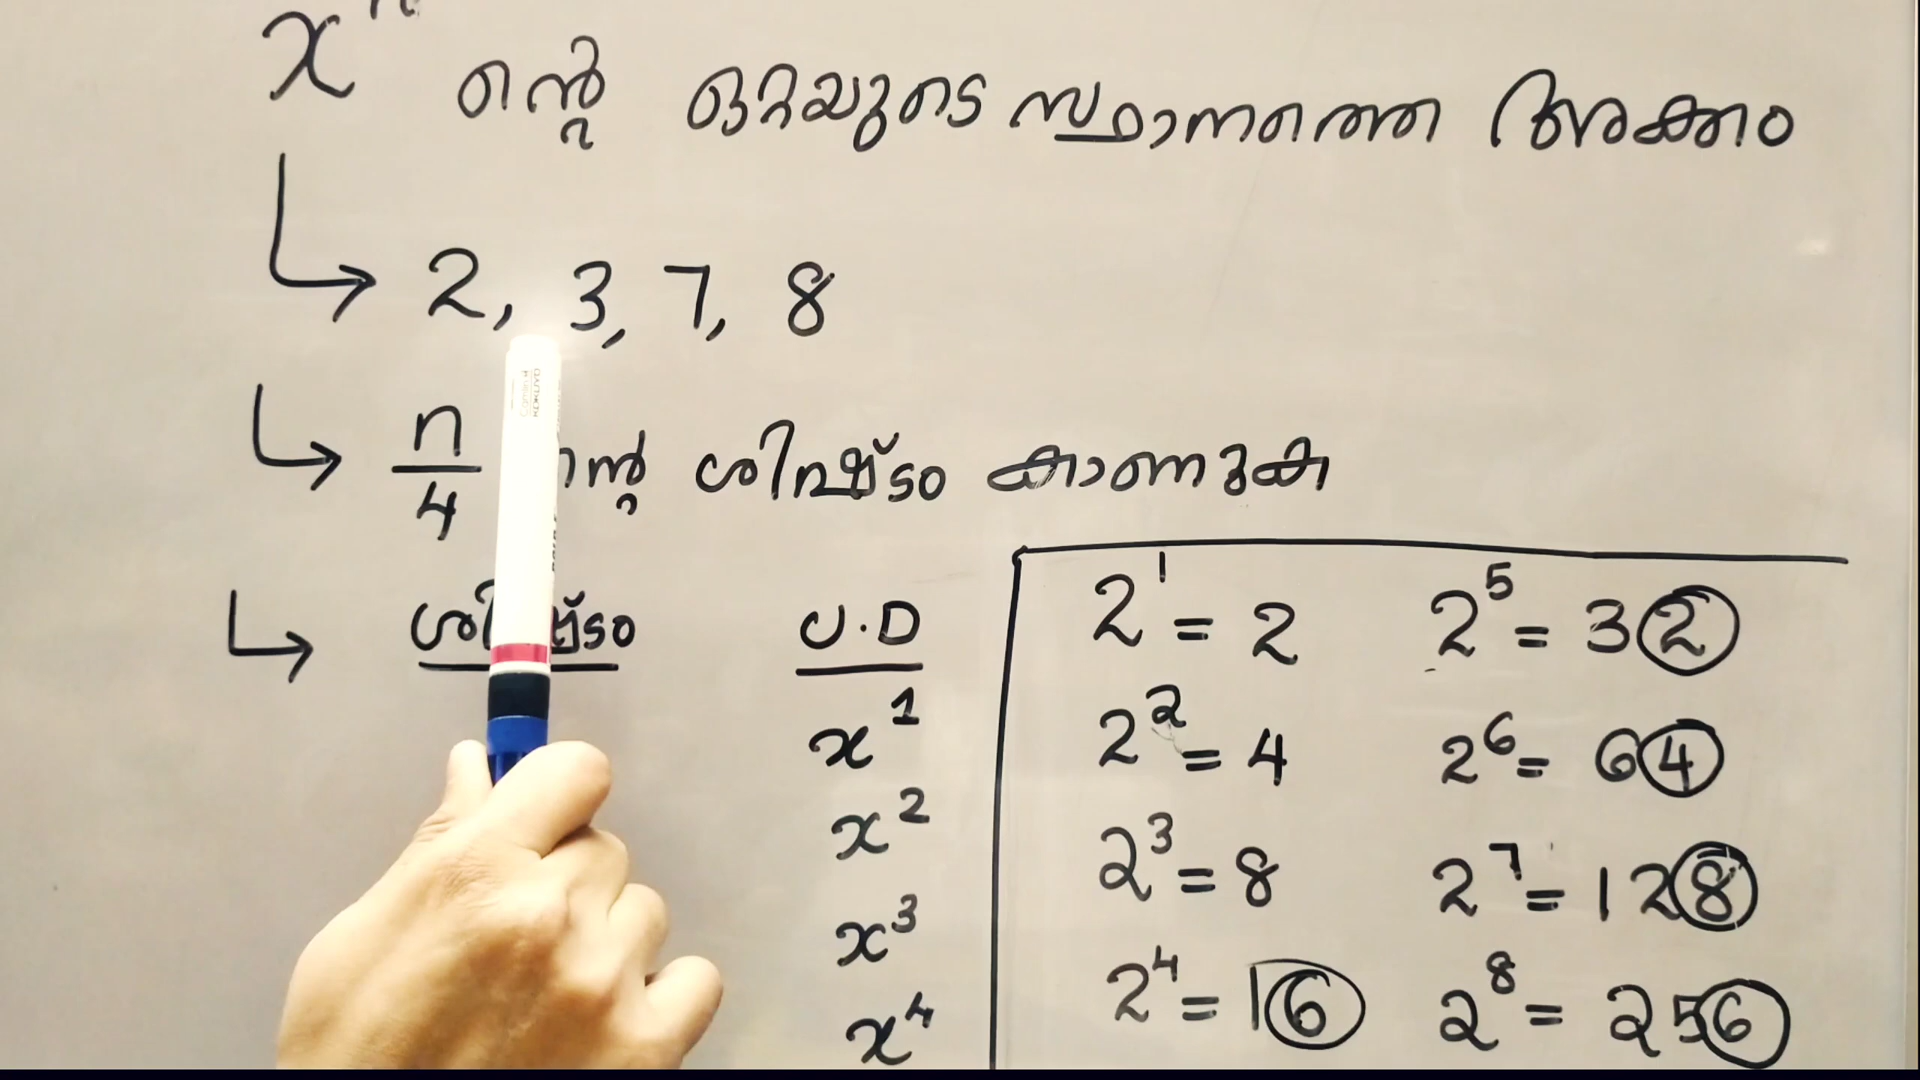 xⁿ ന്റെ ഒറ്റയുടെ സ്ഥാനത്തെ അക്കം
2, 3, 7, 8
n/4 ന്റെ ശിഷ്ടം കാണുക
ശിഷ്ടം U.D
x¹
x²
x³
x⁴
2¹ = 2 2⁵ = 32
2² = 4 2⁶ = 64
2³ = 8 2⁷ = 128
2⁴ = 16 2⁸ = 256